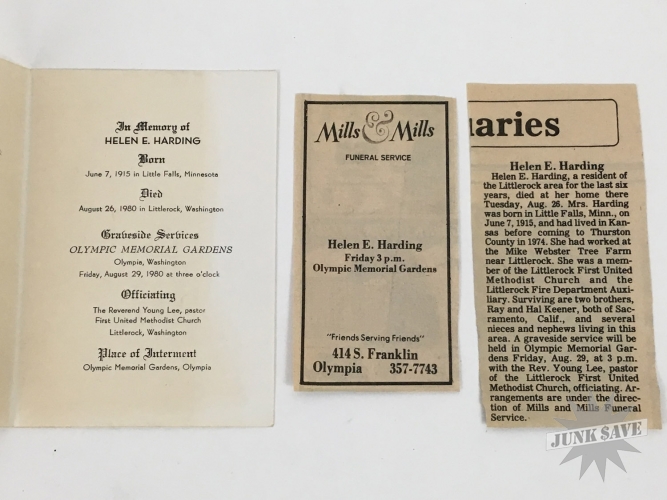 In Memory of
HELEN E. HARDING
Born
June 7, 1915 in Little Falls, Minnesota
Died
August 26, 1980 in Littlerock, Washington
Graveside Services
OLYMPIC MEMORIAL GARDENS
Olympia, Washington
Friday, August 29, 1980 at three o'clock
Officiating
The Reverend Young Lee, pastor
First United Methodist Church
Littlerock, Washington
Place of Interment
Olympic Memorial Gardens, Olympia
Mills & Mills
FUNERAL SERVICE
Helen E. Harding
Friday 3 p.m.
Olympic Memorial Gardens
"Friends Serving Friends"
414 S. Franklin
Olympia 357-7743
uaries
Helen E. Harding
Helen E. Harding, a resident of
the Littlerock area for the last six
years, died at her home there
Tuesday, Aug. 26. Mrs. Harding
was born in Little Falls, Minn., on
June 7, 1915, and had lived in Kan-
sas before coming to Thurston
County in 1974. She had worked at
the Mike Webster Tree Farm
near Littlerock. She was a mem-
ber of the Littlerock First United
Methodist Church and the
Littlerock Fire Department Auxi-
liary. Surviving are two brothers,
Ray and Hal Keener, both of Sac-
ramento, Calif., and several
nieces and nephews living in this
area. A graveside service will be
held in Olympic Memorial Gar-
dens Friday, Aug. 29, at 3 p.m.
with the Rev. Young Lee, pastor
of the Littlerock First United
Methodist Church, officiating. Ar-
rangements are under the direc-
tion of Mills and Mills Funeral
Service.
JUNK SAVE